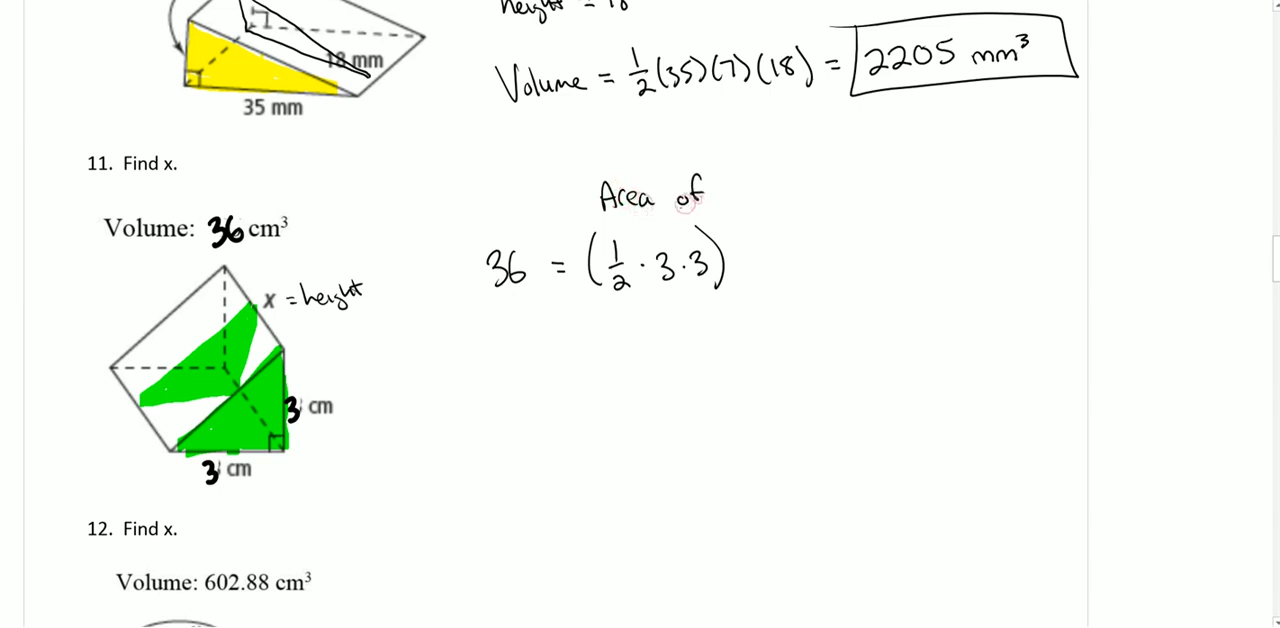 height = 18
18 mm
35 mm
Volume = 1/2 (35)(7)(18) = 2205 mm³
11. Find x.
Volume: 36 cm³
Area of
36 = (1/2 · 3 · 3)
x = height
3 cm
3 cm
12. Find x.
Volume: 602.88 cm³